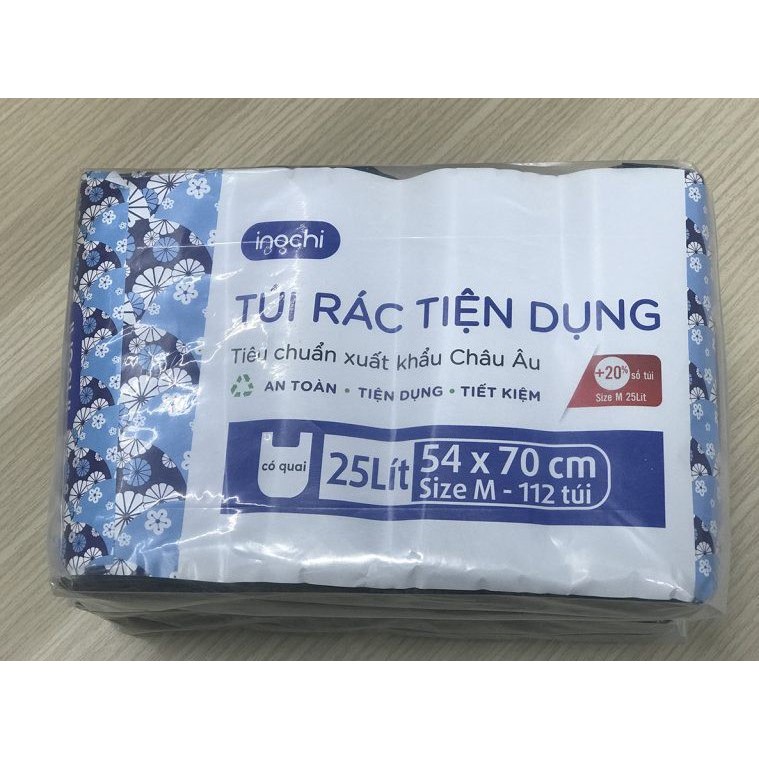 inochi
TÚI RÁC TIỆN DỤNG
Tiêu chuẩn xuất khẩu Châu Âu
AN TOÀN • TIỆN DỤNG • TIẾT KIỆM
+20% số túi
Size M 25Lít
có quai
25Lít
54 x 70 cm
Size M - 112 túi